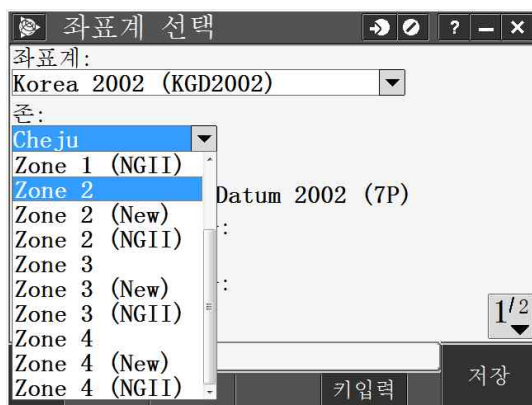 좌표계 선택
? - ×
좌표계:
Korea 2002 (KGD2002)
존:
Cheju
Zone 1 (NGII)
Zone 2
Datum 2002 (7P)
Zone 2 (New)
:
Zone 2 (NGII)
Zone 3
Zone 3 (New)
:
Zone 3 (NGII)
1/2
Zone 4
Zone 4 (New)
Zone 4 (NGII)
키입력
저장